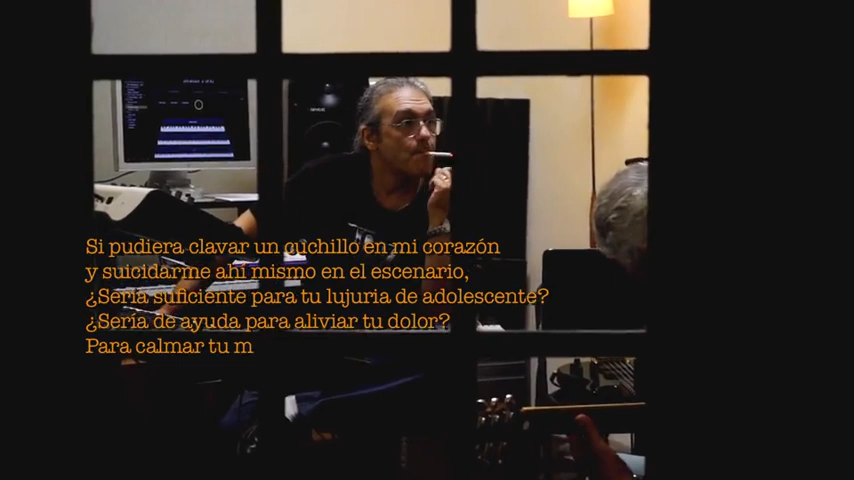 Si pudiera clavar un cuchillo en mi corazón
y suicidarme ahí mismo en el escenario,
¿Sería suficiente para tu lujuria de adolescente?
¿Sería de ayuda para aliviar tu dolor?
Para calmar tu m